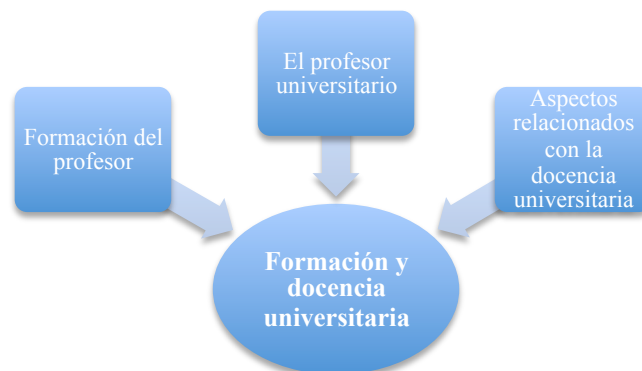 El profesor
universitario
Formación del
profesor
Aspectos
relacionados
con la
docencia
universitaria
Formación y
docencia
universitaria